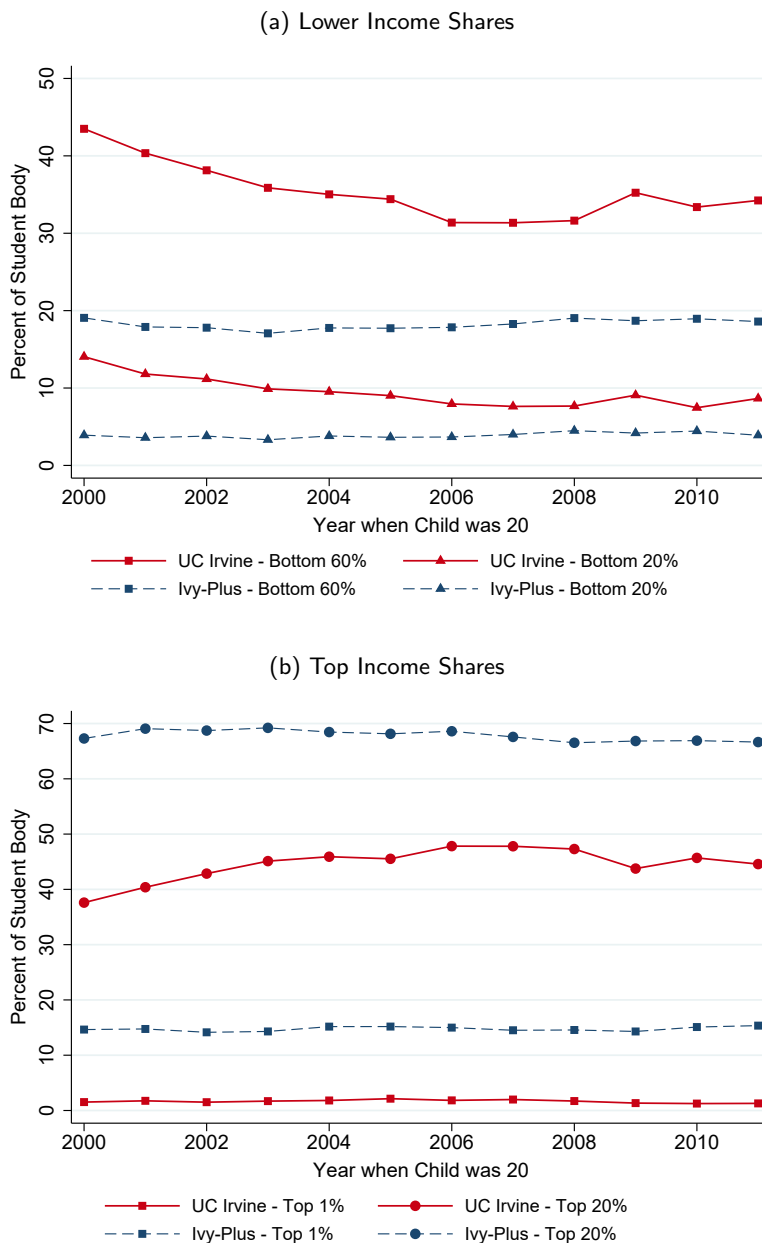 (a) Lower Income Shares
Percent of Student Body
50
40
30
20
10
0
2000 2002 2004 2006 2008 2010
Year when Child was 20
UC Irvine - Bottom 60% UC Irvine - Bottom 20%
Ivy-Plus - Bottom 60% Ivy-Plus - Bottom 20%
(b) Top Income Shares
Percent of Student Body
70
60
50
40
30
20
10
0
2000 2002 2004 2006 2008 2010
Year when Child was 20
UC Irvine - Top 1% UC Irvine - Top 20%
Ivy-Plus - Top 1% Ivy-Plus - Top 20%